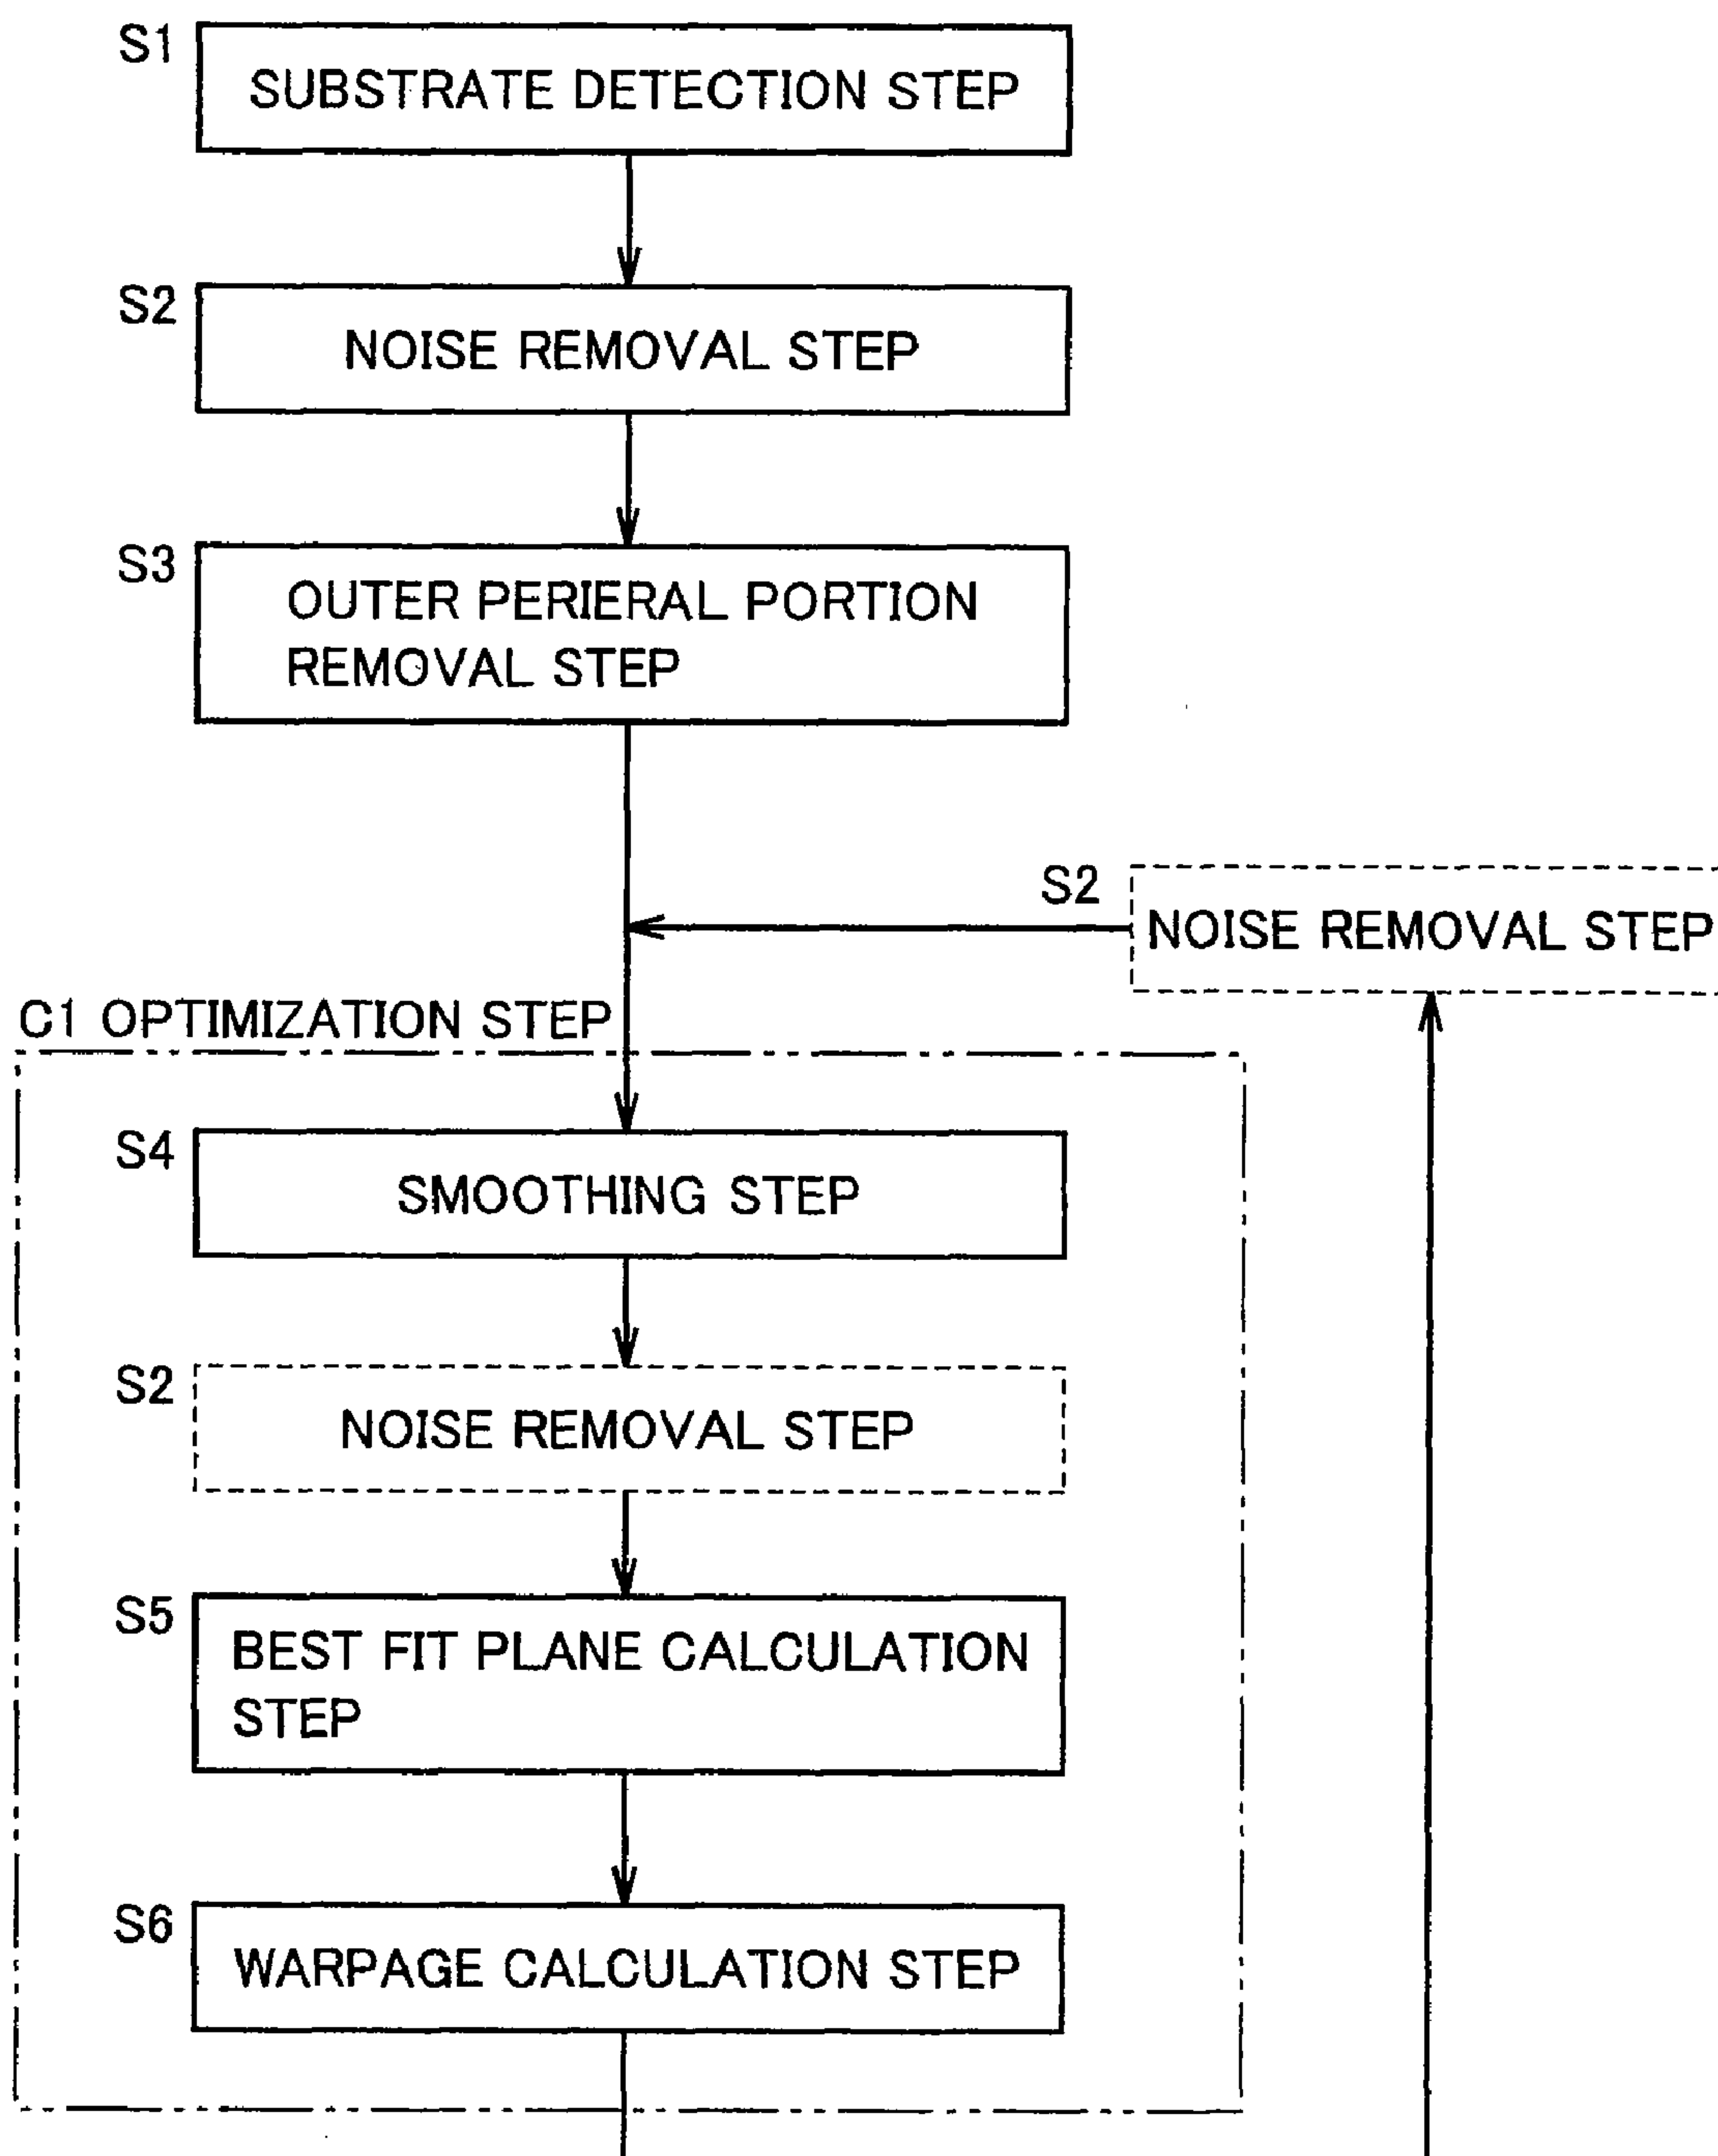 S1
SUBSTRATE DETECTION STEP
S2
NOISE REMOVAL STEP
S3
OUTER PERIERAL PORTION
REMOVAL STEP
S2
NOISE REMOVAL STEP
C1 OPTIMIZATION STEP
S4
SMOOTHING STEP
S2
NOISE REMOVAL STEP
S5
BEST FIT PLANE CALCULATION
STEP
S6
WARPAGE CALCULATION STEP